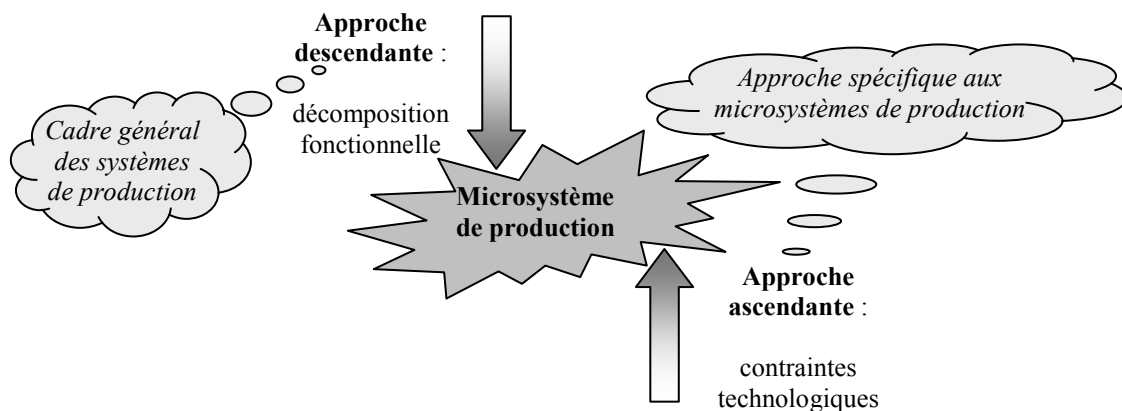 Approche
descendante :
décomposition
fonctionnelle
Cadre général
des systèmes
de production
Approche spécifique aux
microsystèmes de production
Microsystème
de production
Approche
ascendante :
contraintes
technologiques